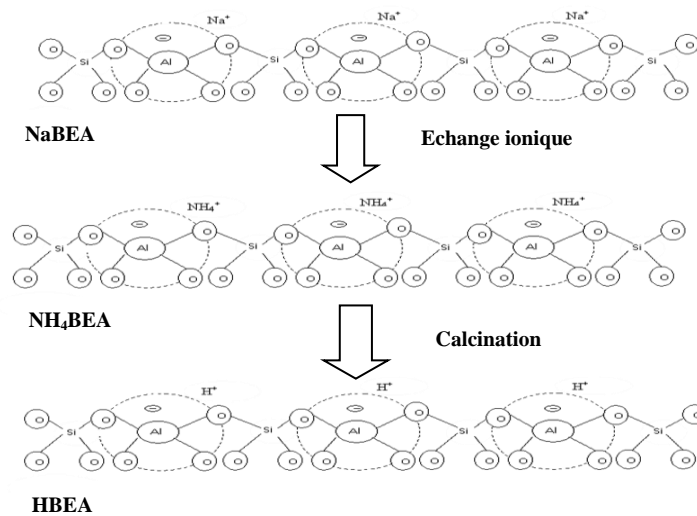 Na⁺ Na⁺ Na⁺
⊖ ⊖ ⊖
O O O O O O O O
Si Al Si Al Si Al Si
O O O O O O O O O O O O O O
NaBEA
Echange ionique
NH₄⁺ NH₄⁺ NH₄⁺
⊖ ⊖ ⊖
O O O O O O O O
Si Al Si Al Si Al Si
O O O O O O O O O O O O O O
NH₄BEA
Calcination
H⁺ H⁺ H⁺
⊖ ⊖ ⊖
O O O O O O O O
Si Al Si Al Si Al Si
O O O O O O O O O O O O O O
HBEA